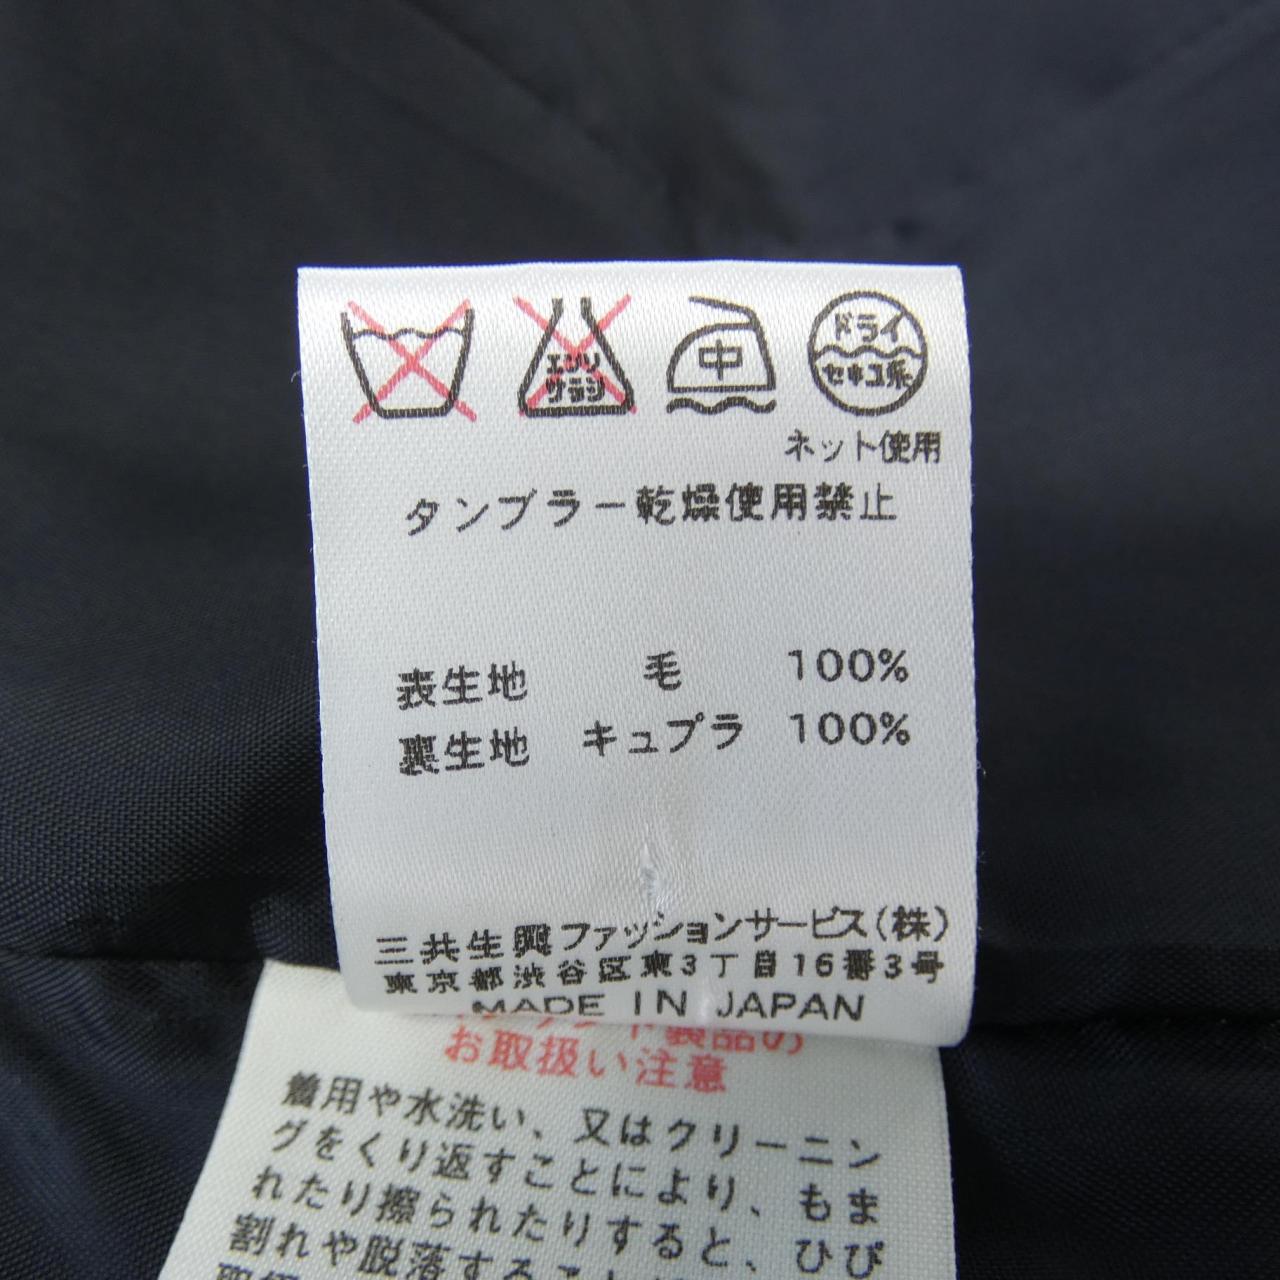 エンソ
サラシ
中
ドライ
セキユ系
ネット使用
タンブラー乾燥使用禁止
表生地 毛 100%
裏生地 キュプラ 100%
三共生興ファッションサービス(株)
東京都渋谷区東3丁目16番3号
MADE IN JAPAN
製品の
お取扱い注意
着用や水洗い、又はクリーニン
グをくり返すことにより、もま
れたり擦られたりすると、ひび
割れや脱落すること